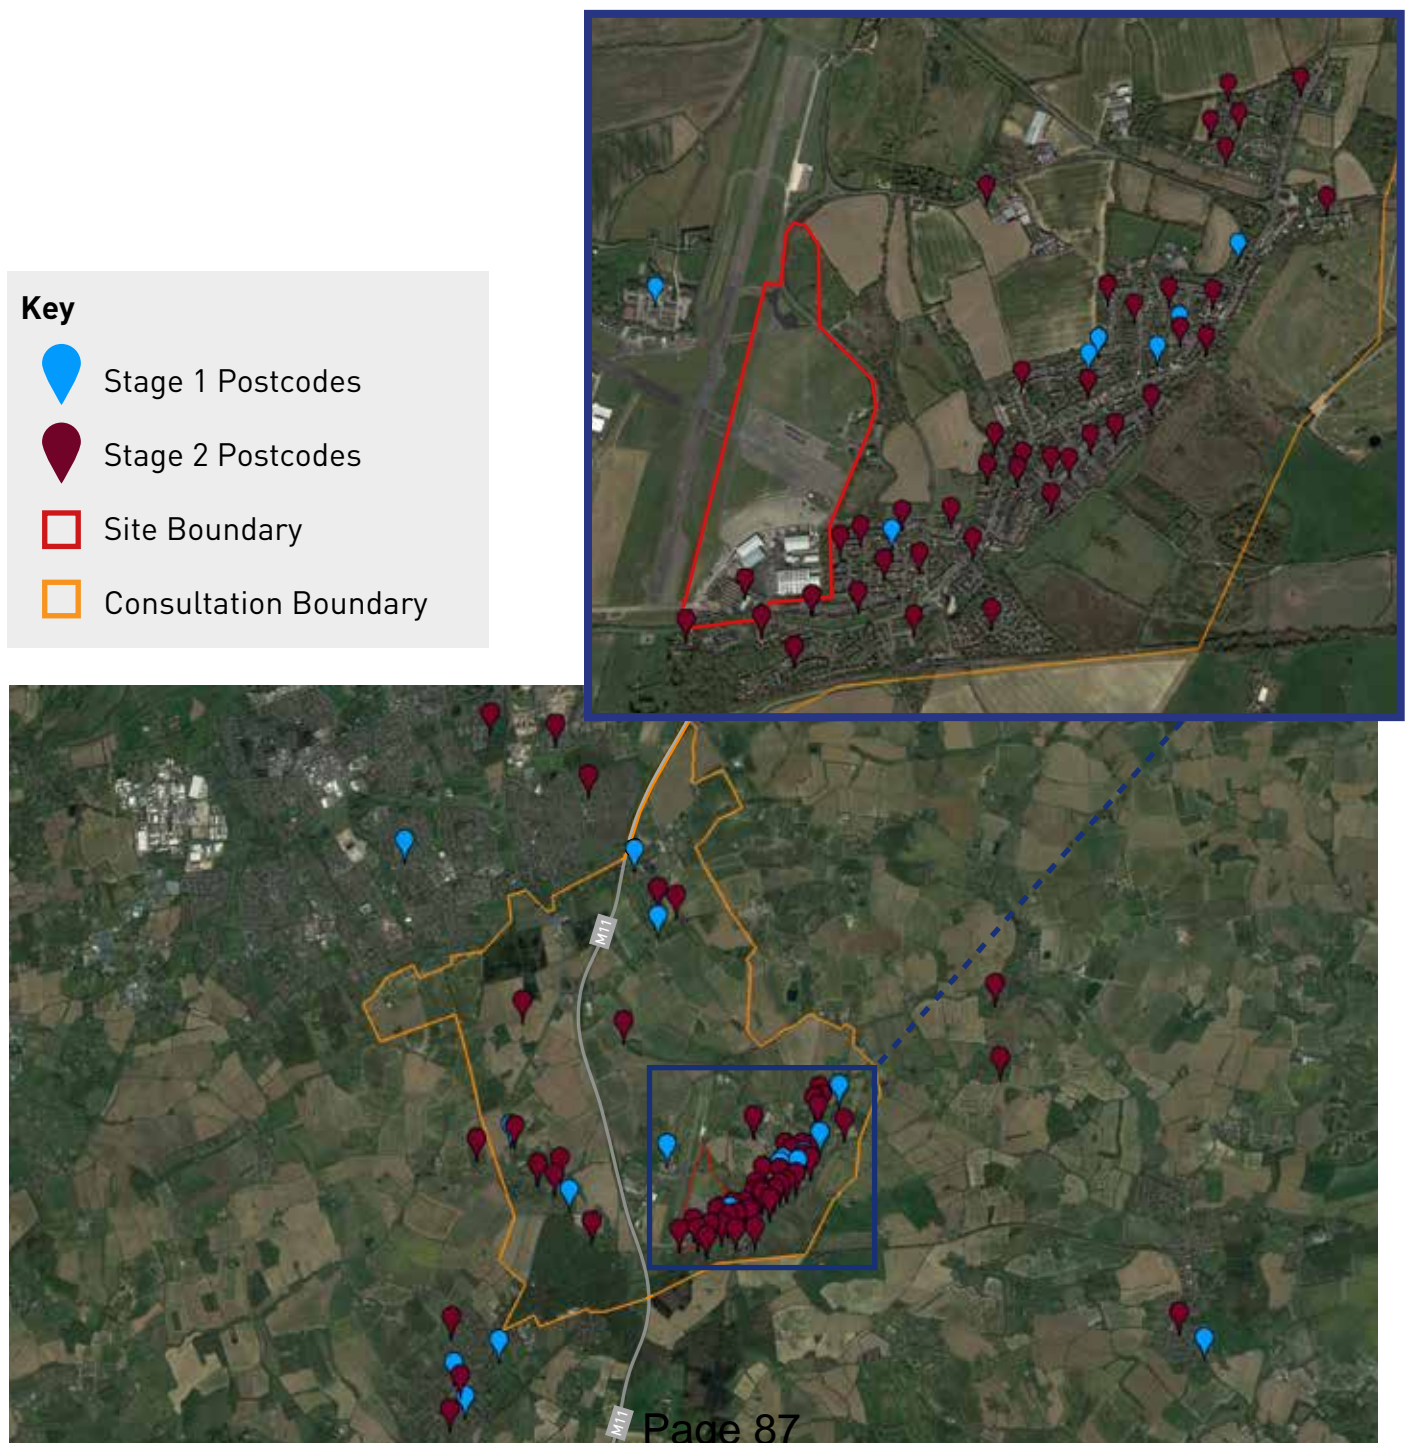 Key
Stage 1 Postcodes
Stage 2 Postcodes
Site Boundary
Consultation Boundary
M11
M11
Page 87